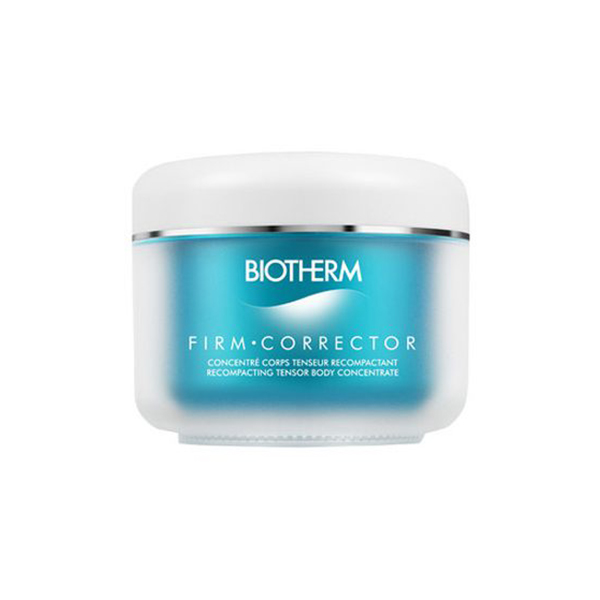 BIOTHERM
FIRM•CORRECTOR
CONCENTRÉ CORPS TENSEUR RECOMPACTANT
RECOMPACTING TENSOR BODY CONCENTRATE